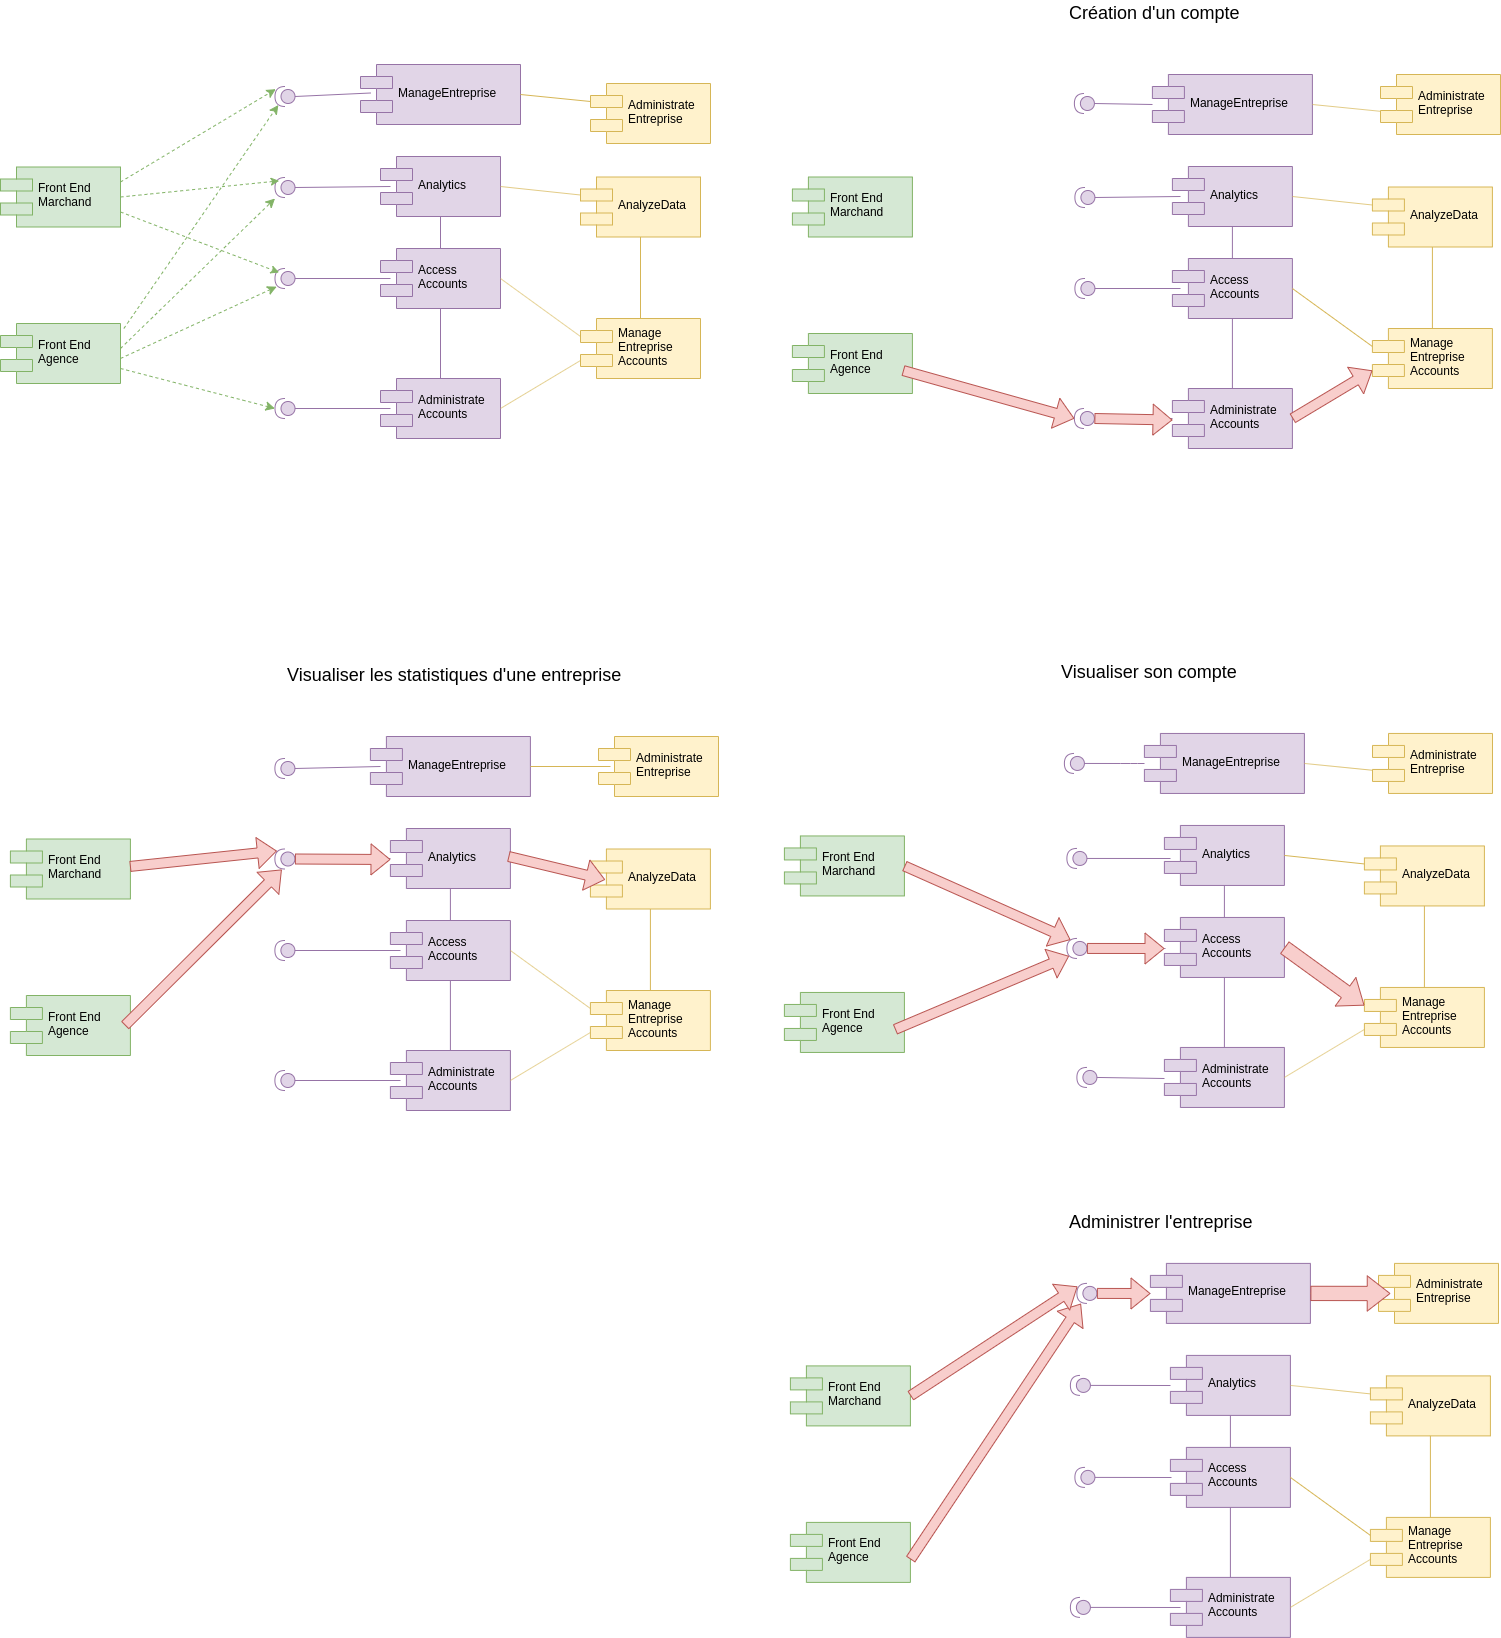 Création d'un compte
ManageEntreprise
Administrate
Entreprise
Front End
Marchand
Analytics
AnalyzeData
Access
Accounts
Front End
Agence
Manage
Entreprise
Accounts
Administrate
Accounts
ManageEntreprise
Administrate
Entreprise
Front End
Marchand
Analytics
AnalyzeData
Access
Accounts
Front End
Agence
Manage
Entreprise
Accounts
Administrate
Accounts
Visualiser les statistiques d'une entreprise
ManageEntreprise
Administrate
Entreprise
Front End
Marchand
Analytics
AnalyzeData
Access
Accounts
Front End
Agence
Manage
Entreprise
Accounts
Administrate
Accounts
Visualiser son compte
ManageEntreprise
Administrate
Entreprise
Front End
Marchand
Analytics
AnalyzeData
Access
Accounts
Front End
Agence
Manage
Entreprise
Accounts
Administrate
Accounts
Administrer l'entreprise
ManageEntreprise
Administrate
Entreprise
Front End
Marchand
Analytics
AnalyzeData
Access
Accounts
Front End
Agence
Manage
Entreprise
Accounts
Administrate
Accounts